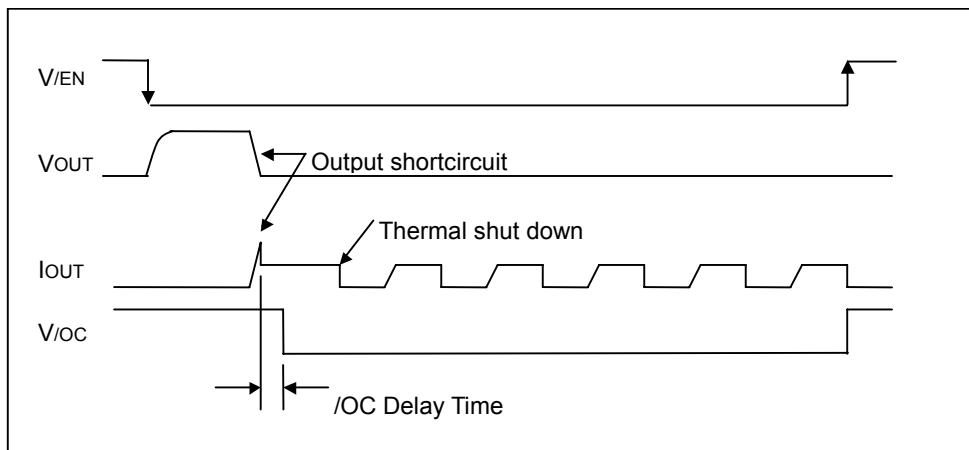 V/EN
VOUT
Output shortcircuit
Thermal shut down
IOUT
V/OC
/OC Delay Time